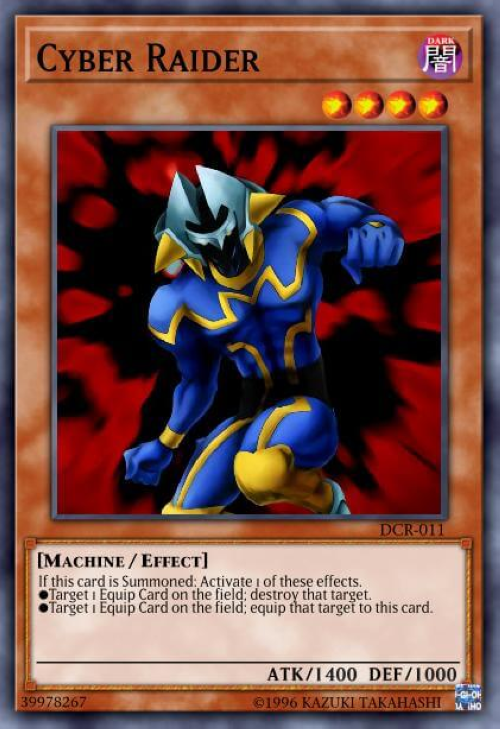 CYBER RAIDER
DARK
闇
DCR-011
[MACHINE / EFFECT]
If this card is Summoned: Activate 1 of these effects.
●Target 1 Equip Card on the field; destroy that target.
●Target 1 Equip Card on the field; equip that target to this card.
ATK/1400 DEF/1000
39978267
©1996 KAZUKI TAKAHASHI